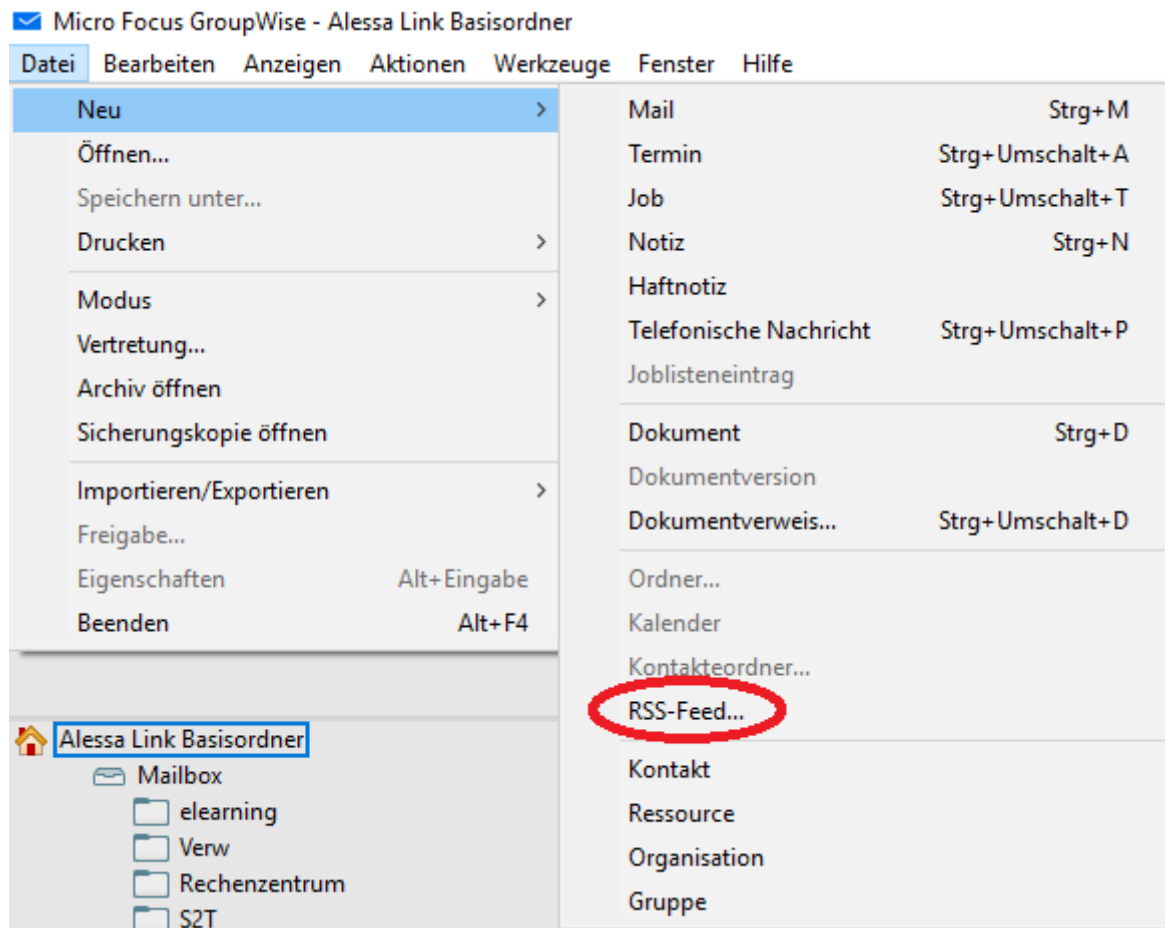 Micro Focus GroupWise - Alessa Link Basisordner
Datei Bearbeiten Anzeigen Aktionen Werkzeuge Fenster Hilfe
Neu
Öffnen...
Speichern unter...
Drucken
Modus
Vertretung...
Archiv öffnen
Sicherungskopie öffnen
Importieren/Exportieren
Freigabe...
Eigenschaften Alt+Eingabe
Beenden Alt+F4
Mail Strg+M
Termin Strg+Umschalt+A
Job Strg+Umschalt+T
Notiz Strg+N
Haftnotiz
Telefonische Nachricht Strg+Umschalt+P
Joblisteneintrag
Dokument Strg+D
Dokumentversion
Dokumentverweis... Strg+Umschalt+D
Ordner...
Kalender
Kontakteordner...
RSS-Feed...
Kontakt
Ressource
Organisation
Gruppe
Alessa Link Basisordner
Mailbox
elearning
Verw
Rechenzentrum
S2T